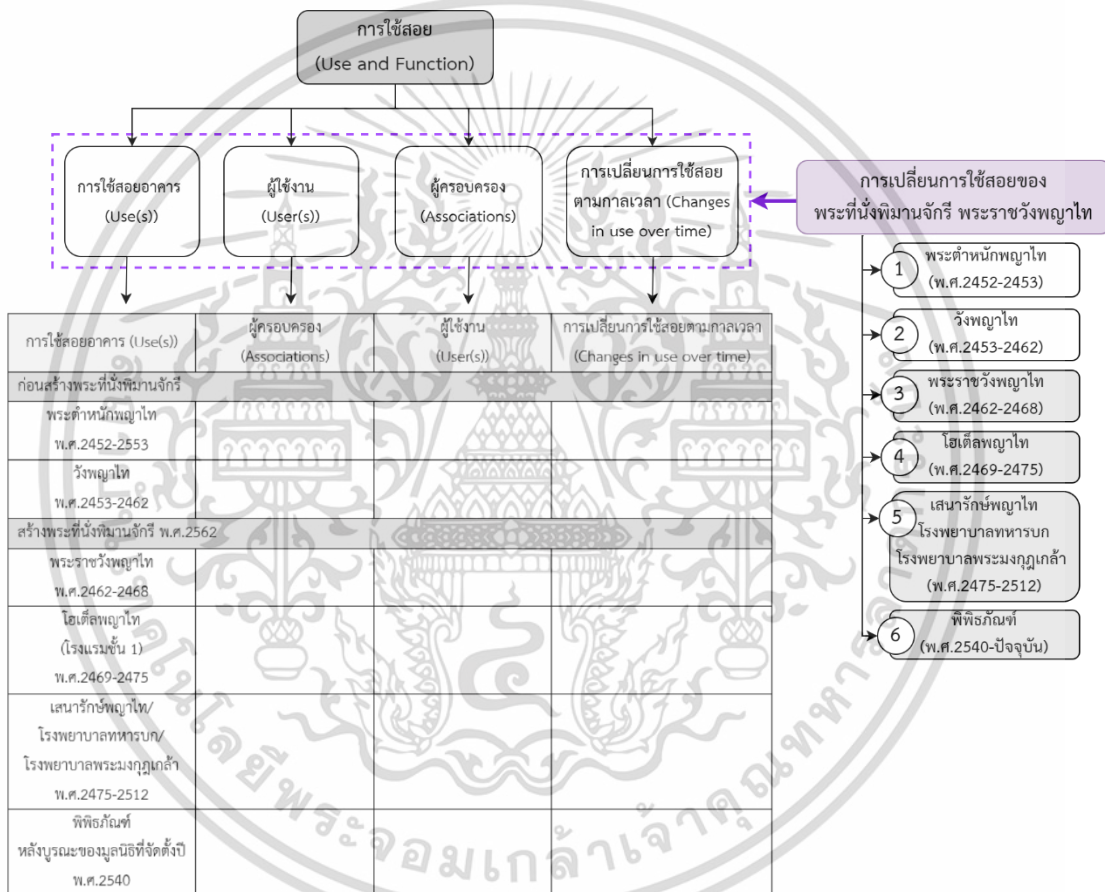 การใช้สอย
(Use and Function)
การใช้สอยอาคาร
(Use(s))
ผู้ใช้งาน
(User(s))
ผู้ครอบครอง
(Associations)
การเปลี่ยนการใช้สอย
ตามกาลเวลา (Changes
in use over time)
การเปลี่ยนการใช้สอยของ
พระที่นั่งพิมานจักรี พระราชวังพญาไท
1
พระตำหนักพญาไท
(พ.ศ.2452-2453)
2
วังพญาไท
(พ.ศ.2453-2462)
3
พระราชวังพญาไท
(พ.ศ.2462-2468)
4
โฮเต็ลพญาไท
(พ.ศ.2469-2475)
5
เสนารักษ์พญาไท
โรงพยาบาลทหารบก
โรงพยาบาลพระมงกุฎเกล้า
(พ.ศ.2475-2512)
6
พิพิธภัณฑ์
(พ.ศ.2540-ปัจจุบัน)
การใช้สอยอาคาร (Use(s))
ผู้ครอบครอง
(Associations)
ผู้ใช้งาน
(User(s))
การเปลี่ยนการใช้สอยตามกาลเวลา
(Changes in use over time)
ก่อนสร้างพระที่นั่งพิมานจักรี
พระตำหนักพญาไท
พ.ศ.2452-2553
วังพญาไท
พ.ศ.2453-2462
สร้างพระที่นั่งพิมานจักรี พ.ศ.2562
พระราชวังพญาไท
พ.ศ.2462-2468
โฮเต็ลพญาไท
(โรงแรมชั้น 1)
พ.ศ.2469-2475
เสนารักษ์พญาไท/
โรงพยาบาลทหารบก/
โรงพยาบาลพระมงกุฎเกล้า
พ.ศ.2475-2512
พิพิธภัณฑ์
หลังบูรณะของมูลนิธิที่จัดตั้งปี
พ.ศ.2540